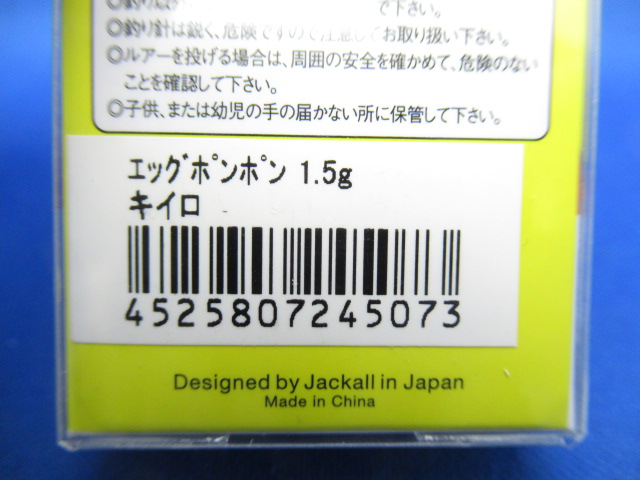 で下さい。
◎釣り針は鋭く、危険ですので注意してお取り扱い下さい。
◎ルアーを投げる場合は、周囲の安全を確かめて、危険のない
ことを確認して下さい。
◎子供、または幼児の手の届かない所に保管して下さい。
エッグポンポン 1.5g
キイロ
4525807245073
Designed by Jackall in Japan
Made in China